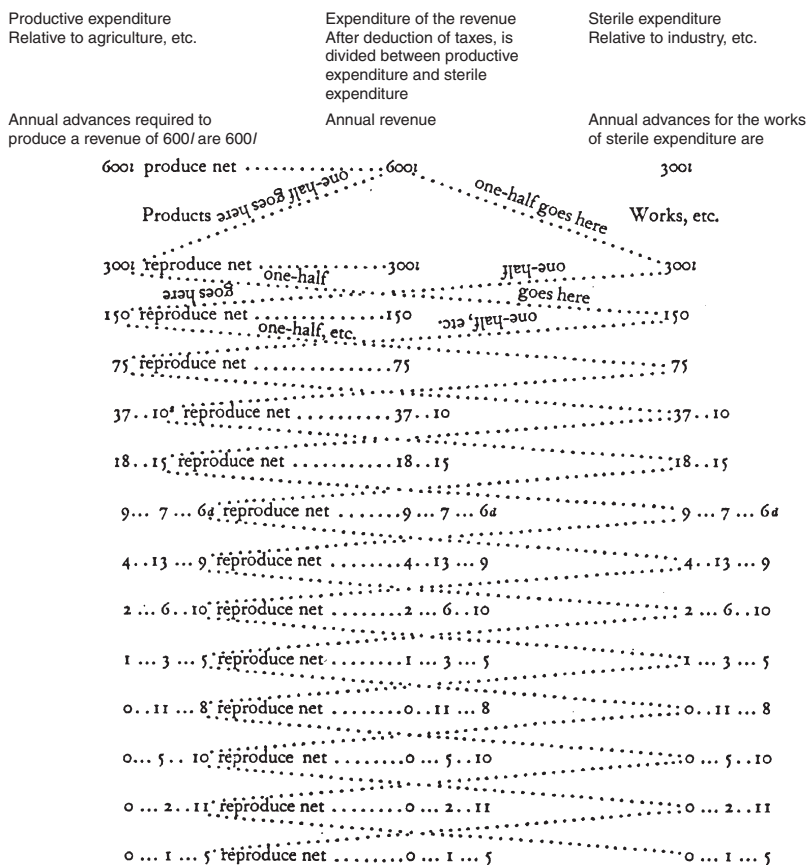 Productive expenditure
Relative to agriculture, etc.
Expenditure of the revenue
After deduction of taxes, is
divided between productive
expenditure and sterile
expenditure
Sterile expenditure
Relative to industry, etc.
Annual advances required to
produce a revenue of 600l are 600l
Annual revenue
Annual advances for the works
of sterile expenditure are
600l produce net ............ 600l 300l
one-half goes here one-half goes here
Products Works, etc.
300l reproduce net ............ 300l 300l
one-half one-half
goes here goes here
150 reproduce net ............ 150 150
one-half, etc. one-half, etc.
75 reproduce net ............ 75 75
37..10s reproduce net ............ 37..10 37..10
18..15 reproduce net .......... 18..15 18..15
9... 7 ... 6d reproduce net ....... 9 ... 7 ... 6d 9 ... 7 ... 6d
4..13 ... 9 reproduce net ........ 4..13 ... 9 4..13 ... 9
2 ... 6..10 reproduce net ........ 2 ... 6..10 2 ... 6..10
1 ... 3 ... 5 reproduce net ........ 1 ... 3 ... 5 1 ... 3 ... 5
0..11 ... 8 reproduce net ........ 0..11 ... 8 0..11 ... 8
0... 5..10 reproduce net ........ 0 ... 5..10 0 ... 5..10
0 ... 2..11 reproduce net ........ 0 ... 2..11 0 ... 2..11
0 ... 1 ... 5 reproduce net ........ 0 ... 1 ... 5 0 ... 1 ... 5